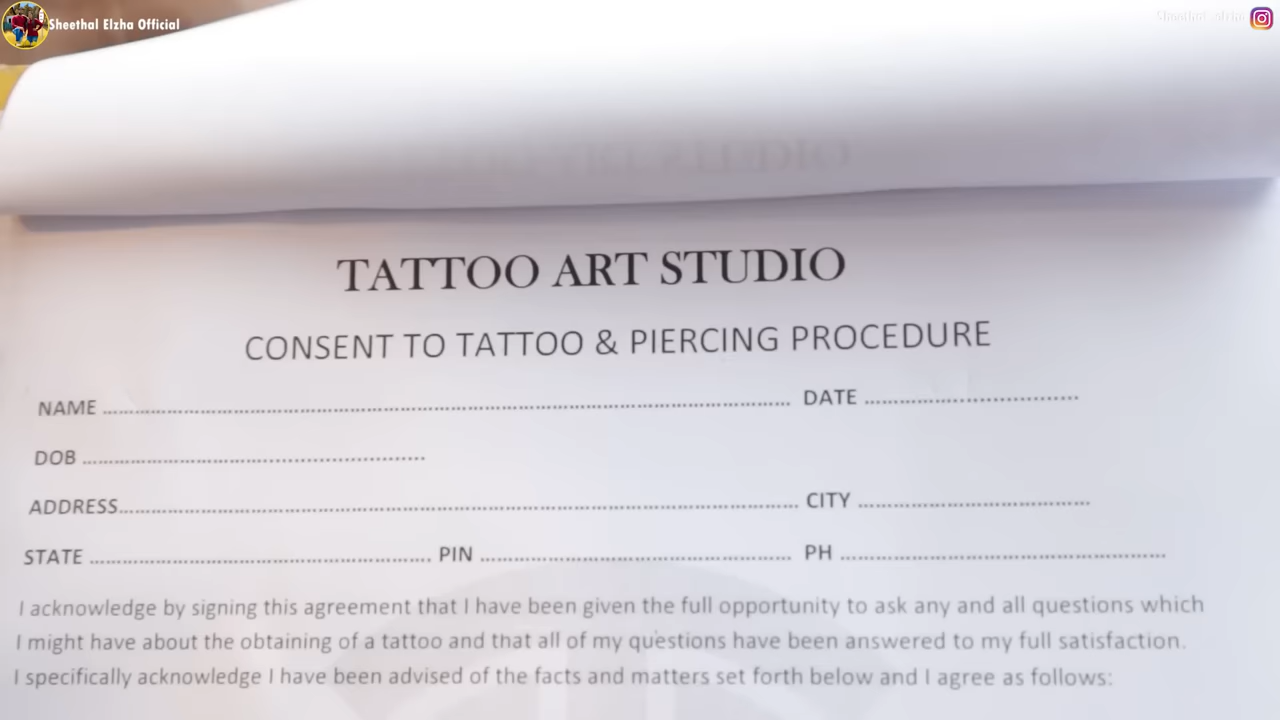 Sheethal Elzha Official
TATTOO ART STUDIO
CONSENT TO TATTOO & PIERCING PROCEDURE
NAME ........................................ DATE ....................
DOB ........................................
ADDRESS........................................ CITY ....................
STATE .............................. PIN .............................. PH ..............................
I acknowledge by signing this agreement that I have been given the full opportunity to ask any and all questions which
I might have about the obtaining of a tattoo and that all of my questions have been answered to my full satisfaction.
I specifically acknowledge I have been advised of the facts and matters set forth below and I agree as follows: